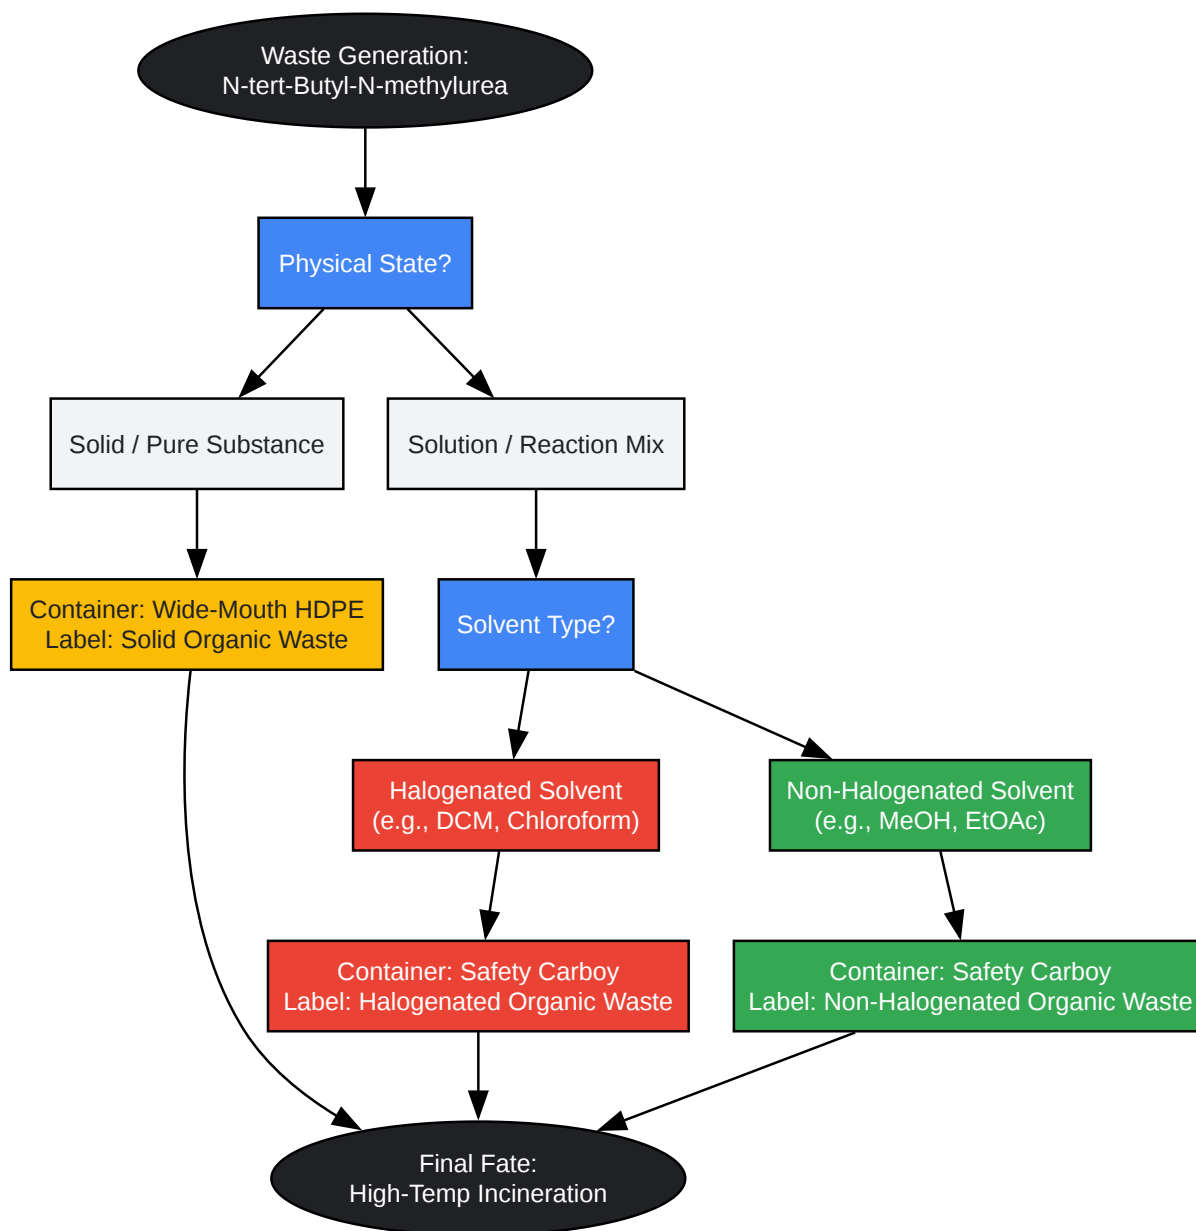 Waste Generation:
N-tert-Butyl-N-methylurea
Physical State?
Solid / Pure Substance
Solution / Reaction Mix
Container: Wide-Mouth HDPE
Label: Solid Organic Waste
Solvent Type?
Halogenated Solvent
(e.g., DCM, Chloroform)
Non-Halogenated Solvent
(e.g., MeOH, EtOAc)
Container: Safety Carboy
Label: Halogenated Organic Waste
Container: Safety Carboy
Label: Non-Halogenated Organic Waste
Final Fate:
High-Temp Incineration